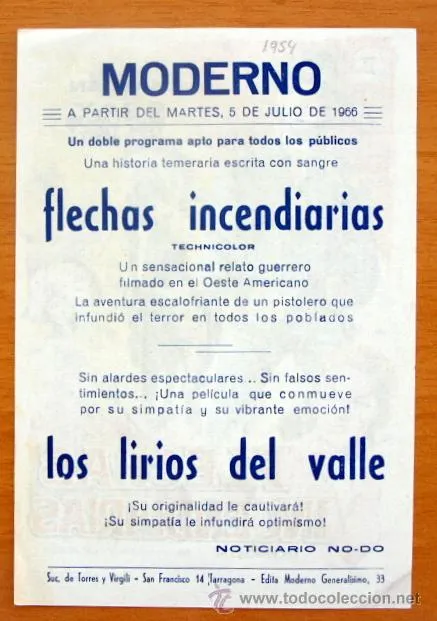 1954
MODERNO
A PARTIR DEL MARTES, 5 DE JULIO DE 1966
Un doble programa apto para todos los públicos
Una historia temeraria escrita con sangre
flechas incendiarias
TECHNICOLOR
Un sensacional relato guerrero
filmado en el Oeste Americano
La aventura escalofriante de un pistolero que
infundió el terror en todos los poblados
Sin alardes espectaculares .. Sin falsos sen-
timientos... ¡Una película que conmueve
por su simpatía y su vibrante emoción!
los lirios del valle
¡Su originalidad le cautivará!
¡Su simpatía le infundirá optimismo!
NOTICIARIO NO-DO
Suc. de Torres y Virgili - San Francisco 14 Tarragona - Edita Moderno Generalísimo, 33
www.todocoleccion.net